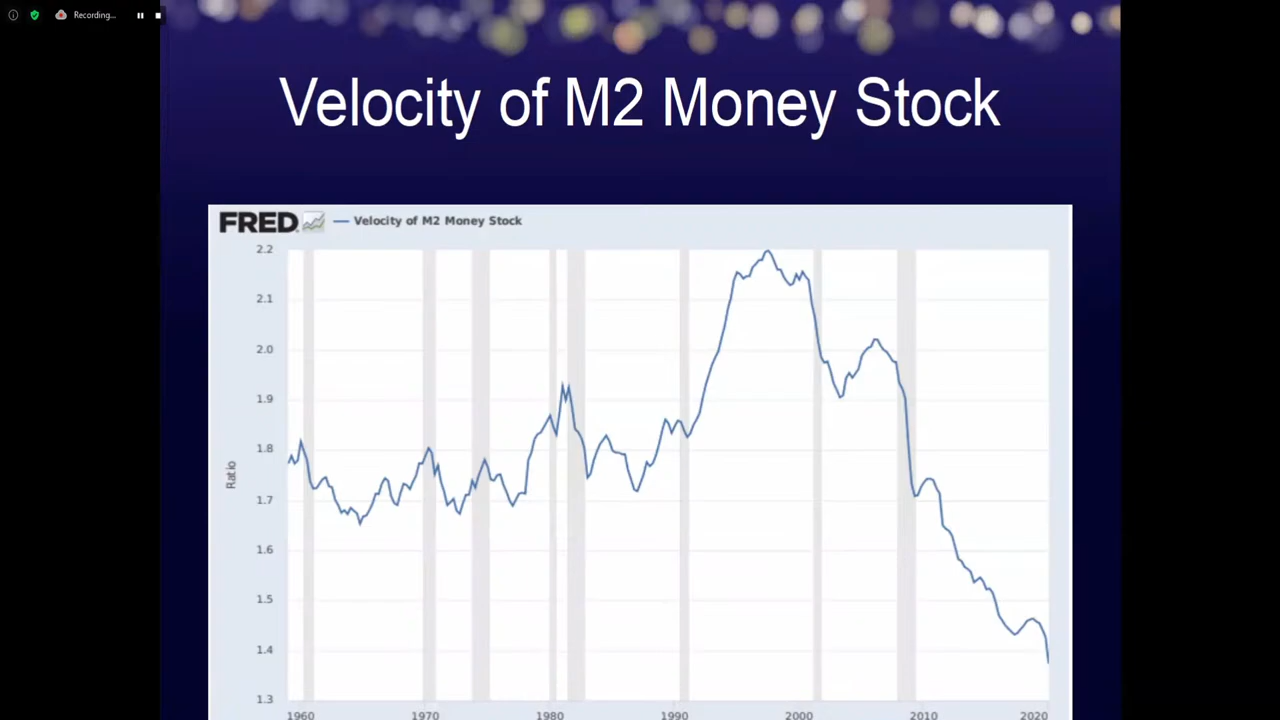 Recording...
Velocity of M2 Money Stock
FRED
Velocity of M2 Money Stock
2.2
2.1
2.0
1.9
1.8
1.7
1.6
1.5
1.4
1.3
Ratio
1960 1970 1980 1990 2000 2010 2020